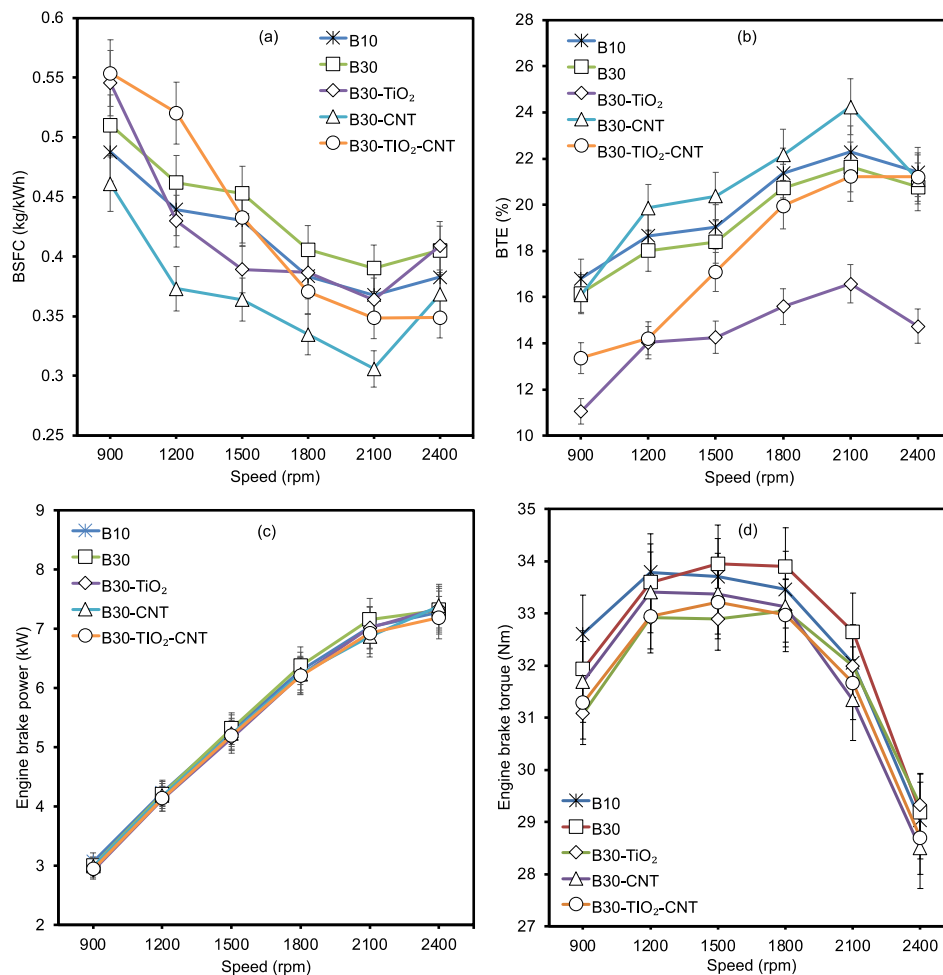 (a)
B10
B30
B30-TiO₂
B30-CNT
B30-TIO₂-CNT
0.6
0.55
0.5
0.45
0.4
0.35
0.3
0.25
BSFC (kg/kWh)
900 1200 1500 1800 2100 2400
Speed (rpm)
(b)
B10
B30
B30-TiO₂
B30-CNT
B30-TIO₂-CNT
28
26
24
22
20
18
16
14
12
10
BTE (%)
900 1200 1500 1800 2100 2400
Speed (rpm)
(c)
B10
B30
B30-TiO₂
B30-CNT
B30-TIO₂-CNT
9
8
7
6
5
4
3
2
Engine brake power (kW)
900 1200 1500 1800 2100 2400
Speed (rpm)
(d)
35
34
33
32
31
30
29
28
27
Engine brake torque (Nm)
B10
B30
B30-TiO₂
B30-CNT
B30-TIO₂-CNT
900 1200 1500 1800 2100 2400
Speed (rpm)